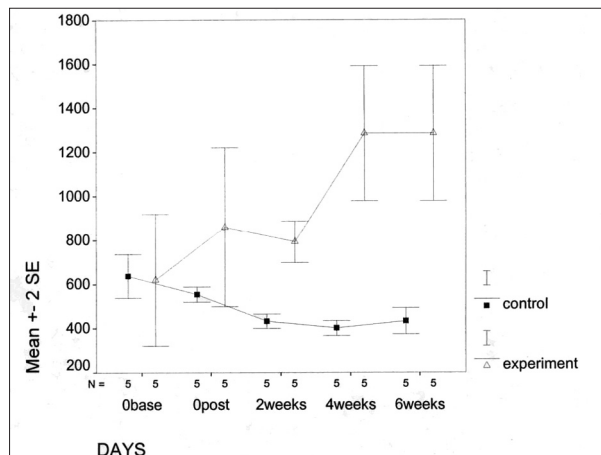 1800
1600
1400
1200
1000
800
600
400
200
Mean +- 2 SE
N = 5 5 5 5 5 5 5 5 5 5
0base 0post 2weeks 4weeks 6weeks
DAYS
control
experiment